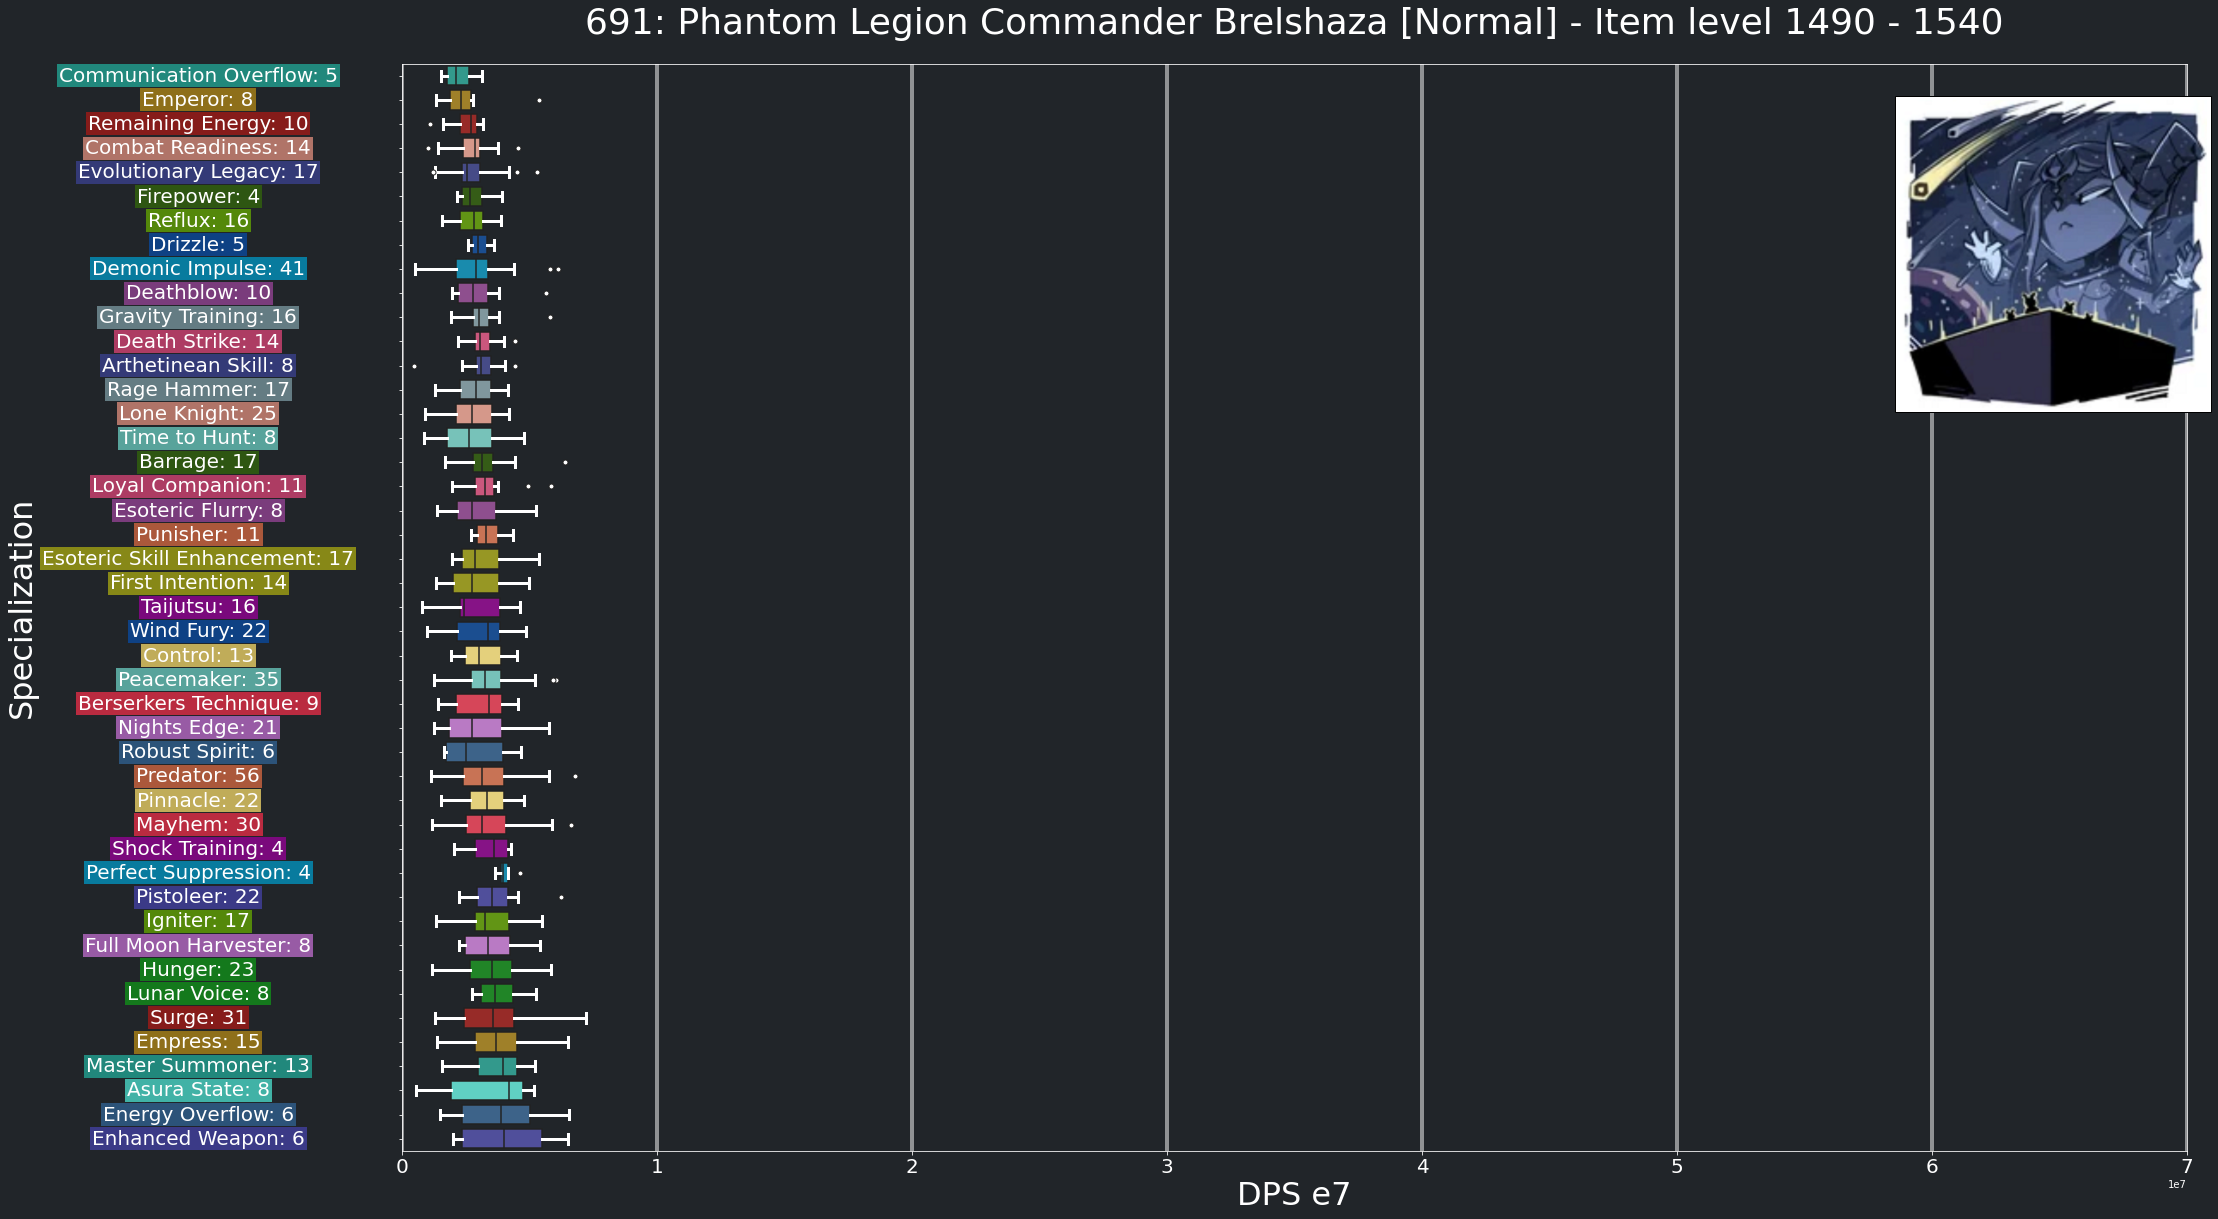 691: Phantom Legion Commander Brelshaza [Normal] - Item level 1490 - 1540
Specialization
Communication Overflow: 5
Emperor: 8
Remaining Energy: 10
Combat Readiness: 14
Evolutionary Legacy: 17
Firepower: 4
Reflux: 16
Drizzle: 5
Demonic Impulse: 41
Deathblow: 10
Gravity Training: 16
Death Strike: 14
Arthetinean Skill: 8
Rage Hammer: 17
Lone Knight: 25
Time to Hunt: 8
Barrage: 17
Loyal Companion: 11
Esoteric Flurry: 8
Punisher: 11
Esoteric Skill Enhancement: 17
First Intention: 14
Taijutsu: 16
Wind Fury: 22
Control: 13
Peacemaker: 35
Berserkers Technique: 9
Nights Edge: 21
Robust Spirit: 6
Predator: 56
Pinnacle: 22
Mayhem: 30
Shock Training: 4
Perfect Suppression: 4
Pistoleer: 22
Igniter: 17
Full Moon Harvester: 8
Hunger: 23
Lunar Voice: 8
Surge: 31
Empress: 15
Master Summoner: 13
Asura State: 8
Energy Overflow: 6
Enhanced Weapon: 6
0 1 2 3 4 5 6 7
1e7
DPS e7